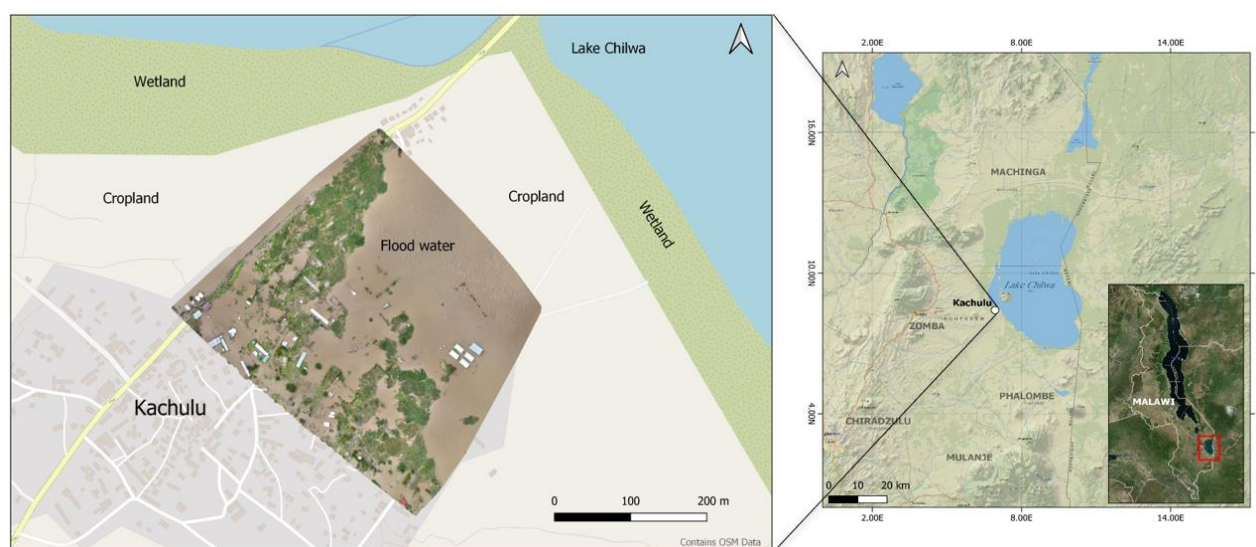 Lake Chilwa
Wetland
Cropland
Cropland
Flood water
Wetland
Kachulu
0 100 200 m
Contains OSM Data
2.00E 8.00E 14.00E
16.00N
10.00N
4.00N
MACHINGA
Lake Chilwa
Kachulu
ZOMBA
PHALOMBE
CHIRADZULU
MULANJE
MALAWI
0 10 20 km
2.00E 8.00E 14.00E